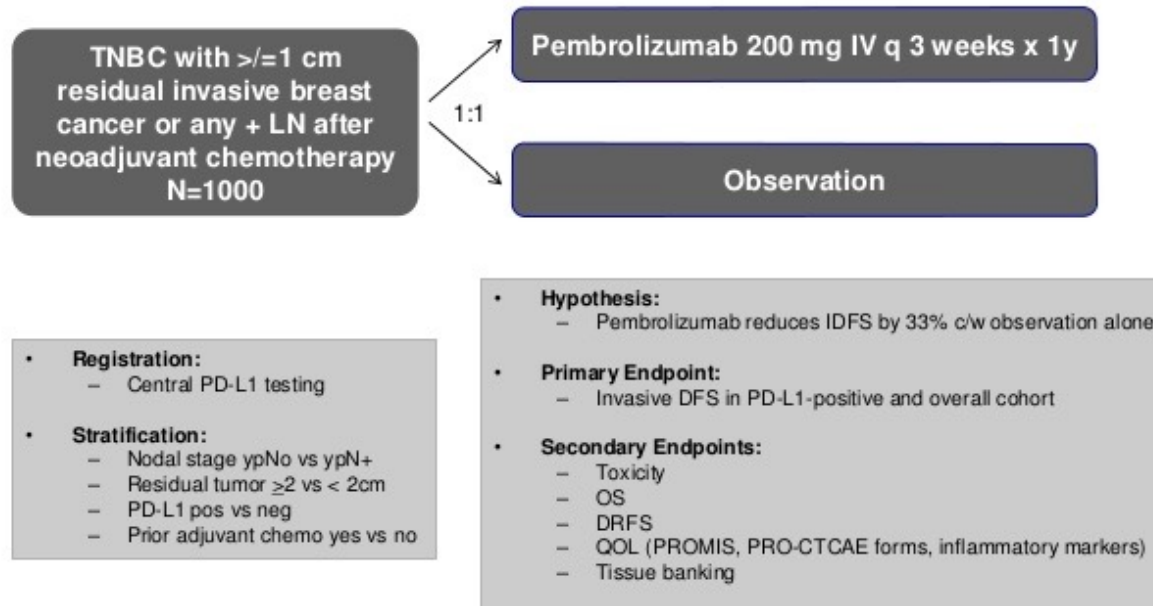 TNBC with >/=1 cm
residual invasive breast
cancer or any + LN after
neoadjuvant chemotherapy
N=1000
1:1
Pembrolizumab 200 mg IV q 3 weeks x 1y
Observation
• Registration:
– Central PD-L1 testing
• Stratification:
– Nodal stage ypNo vs ypN+
– Residual tumor ≥2 vs < 2cm
– PD-L1 pos vs neg
– Prior adjuvant chemo yes vs no
• Hypothesis:
– Pembrolizumab reduces IDFS by 33% c/w observation alone
• Primary Endpoint:
– Invasive DFS in PD-L1-positive and overall cohort
• Secondary Endpoints:
– Toxicity
– OS
– DRFS
– QOL (PROMIS, PRO-CTCAE forms, inflammatory markers)
– Tissue banking